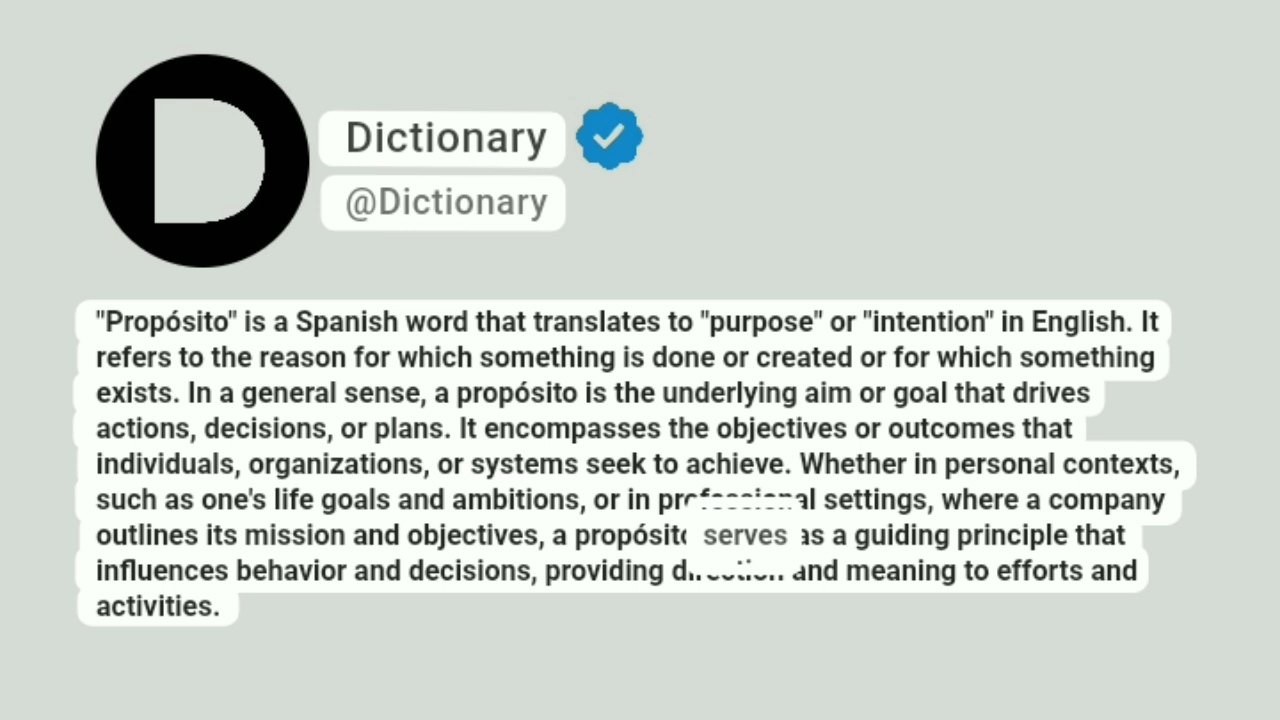 D
Dictionary
@Dictionary
"Propósito" is a Spanish word that translates to "purpose" or "intention" in English. It
refers to the reason for which something is done or created or for which something
exists. In a general sense, a propósito is the underlying aim or goal that drives
actions, decisions, or plans. It encompasses the objectives or outcomes that
individuals, organizations, or systems seek to achieve. Whether in personal contexts,
such as one's life goals and ambitions, or in professional settings, where a company
outlines its mission and objectives, a propósito serves as a guiding principle that
influences behavior and decisions, providing direction and meaning to efforts and
activities.